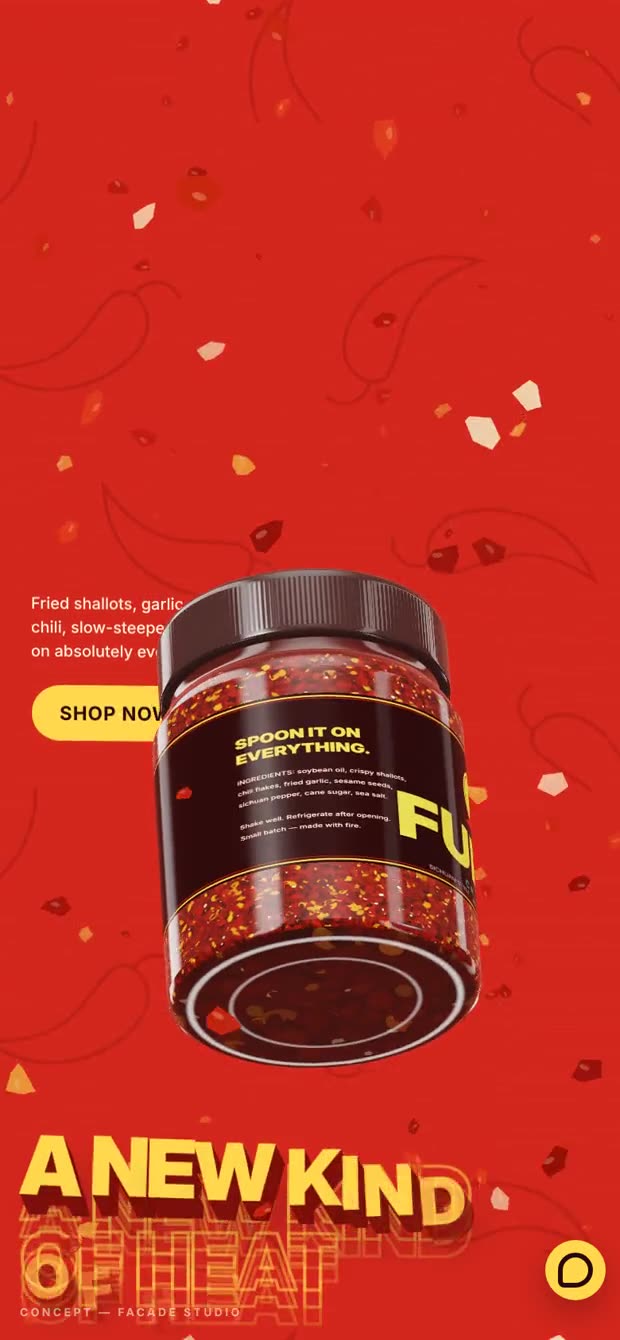 Fried shallots, garlic
chili, slow-steepe
on absolutely ev
SHOP NOW
SPOON IT ON
EVERYTHING.
INGREDIENTS: soybean oil, crispy shallots,
chili flakes, fried garlic, sesame seeds,
sichuan pepper, cane sugar, sea salt.
Shake well. Refrigerate after opening.
Small batch — made with fire.
FU
A NEW KIND
OF HEAT
CONCEPT — FACADE STUDIO